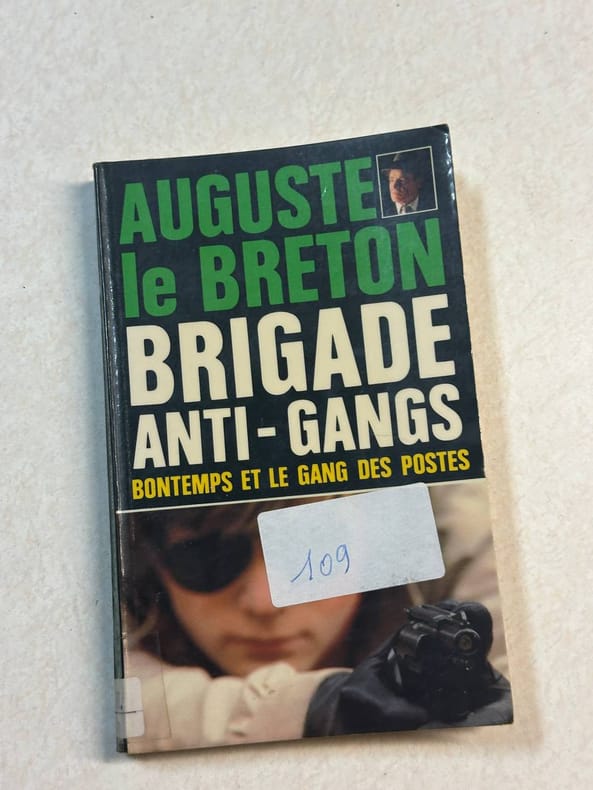 AUGUSTE
le BRETON
BRIGADE
ANTI-GANGS
BONTEMPS ET LE GANG DES POSTES
109